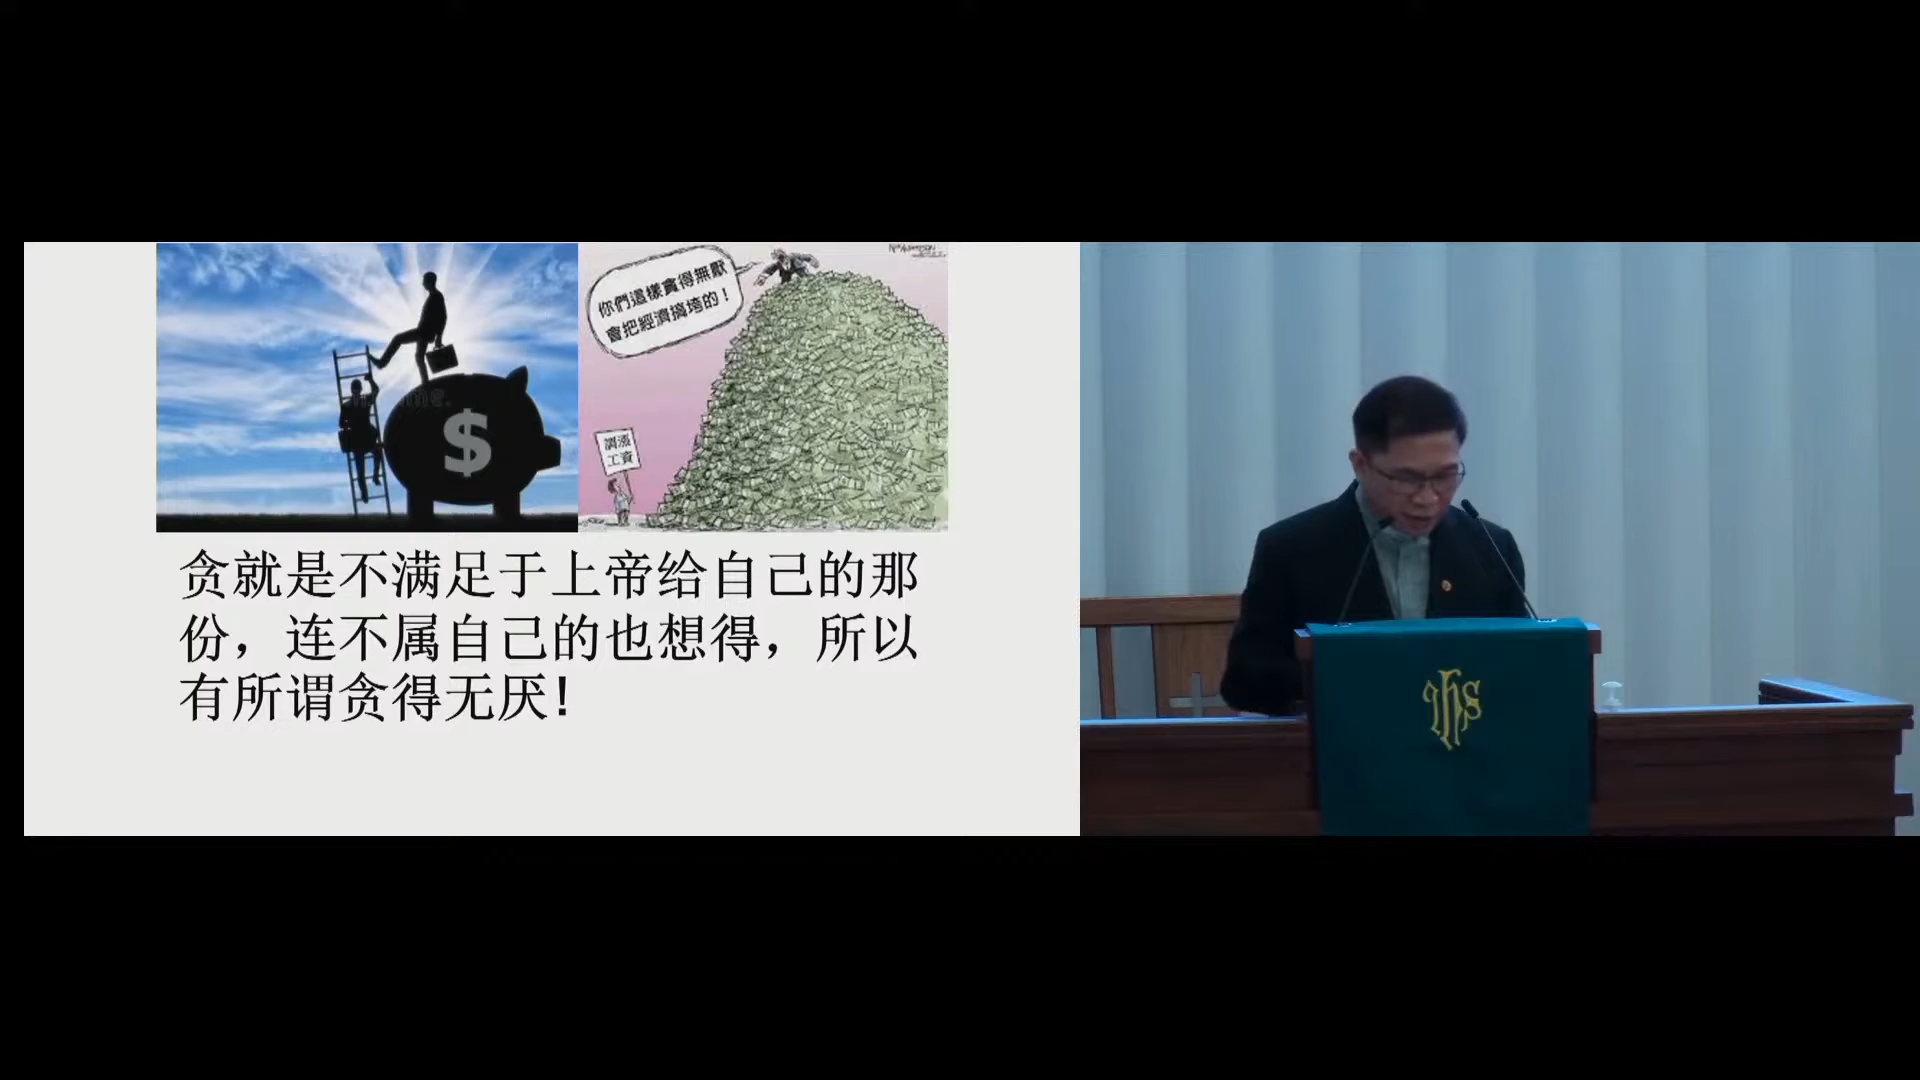 你們這樣貪得無厭
會把經濟搞垮的！
調漲
工資
$
贪就是不满足于上帝给自己的那
份，连不属自己的也想得，所以
有所谓贪得无厌！
IHS